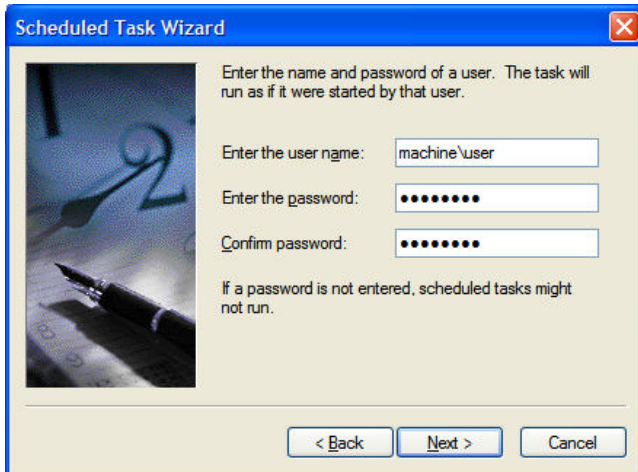 Scheduled Task Wizard
Enter the name and password of a user. The task will
run as if it were started by that user.
Enter the user name: machine\user
Enter the password: ••••••••
Confirm password: ••••••••
If a password is not entered, scheduled tasks might
not run.
< Back Next > Cancel